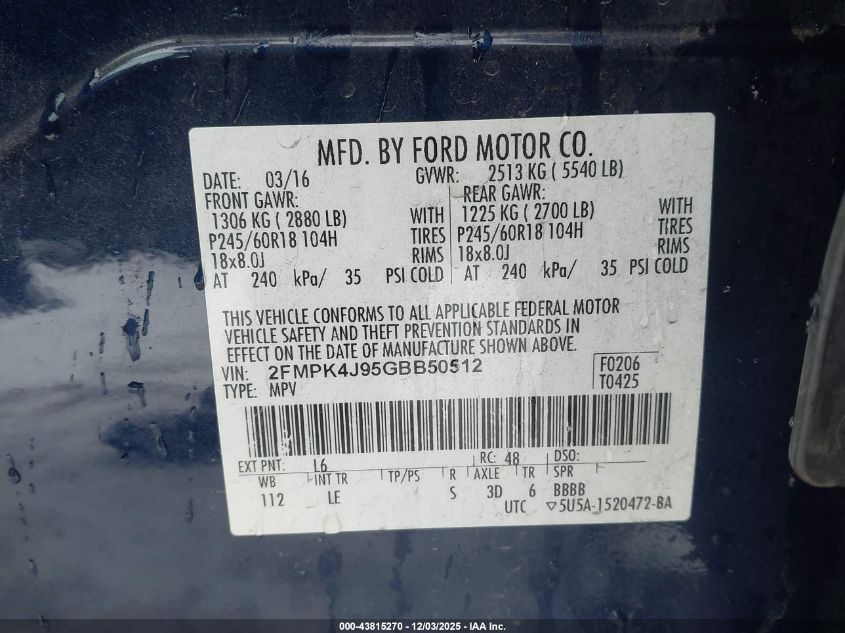 MFD. BY FORD MOTOR CO.
DATE: 03/16 GVWR: 2513 KG ( 5540 LB)
FRONT GAWR: REAR GAWR:
1306 KG ( 2880 LB) WITH 1225 KG ( 2700 LB) WITH
P245/60R18 104H TIRES P245/60R18 104H TIRES
18x8.0J RIMS 18x8.0J RIMS
AT 240 kPa/ 35 PSI COLD AT 240 kPa/ 35 PSI COLD
THIS VEHICLE CONFORMS TO ALL APPLICABLE FEDERAL MOTOR
VEHICLE SAFETY AND THEFT PREVENTION STANDARDS IN
EFFECT ON THE DATE OF MANUFACTURE SHOWN ABOVE.
VIN: 2FMPK4J95GBB50512 F0206
TYPE: MPV T0425
EXT PNT: L6 RC: 48 DSO:
WB INT TR TP/PS R AXLE TR SPR
112 LE S 3D 6 BBBB
UTC ▽5U5A-1520472-BA
000-43815270 - 12/03/2025 - IAA Inc.